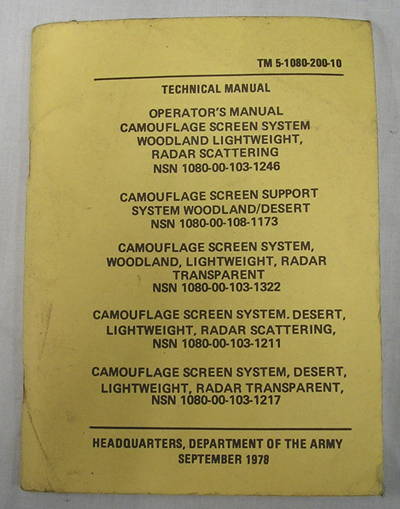 TM 5-1080-200-10
TECHNICAL MANUAL
OPERATOR'S MANUAL
CAMOUFLAGE SCREEN SYSTEM
WOODLAND LIGHTWEIGHT,
RADAR SCATTERING
NSN 1080-00-103-1246
CAMOUFLAGE SCREEN SUPPORT
SYSTEM WOODLAND/DESERT
NSN 1080-00-108-1173
CAMOUFLAGE SCREEN SYSTEM,
WOODLAND, LIGHTWEIGHT, RADAR
TRANSPARENT
NSN 1080-00-103-1322
CAMOUFLAGE SCREEN SYSTEM. DESERT,
LIGHTWEIGHT, RADAR SCATTERING,
NSN 1080-00-103-1211
CAMOUFLAGE SCREEN SYSTEM, DESERT,
LIGHTWEIGHT, RADAR TRANSPARENT,
NSN 1080-00-103-1217
HEADQUARTERS, DEPARTMENT OF THE ARMY
SEPTEMBER 1978